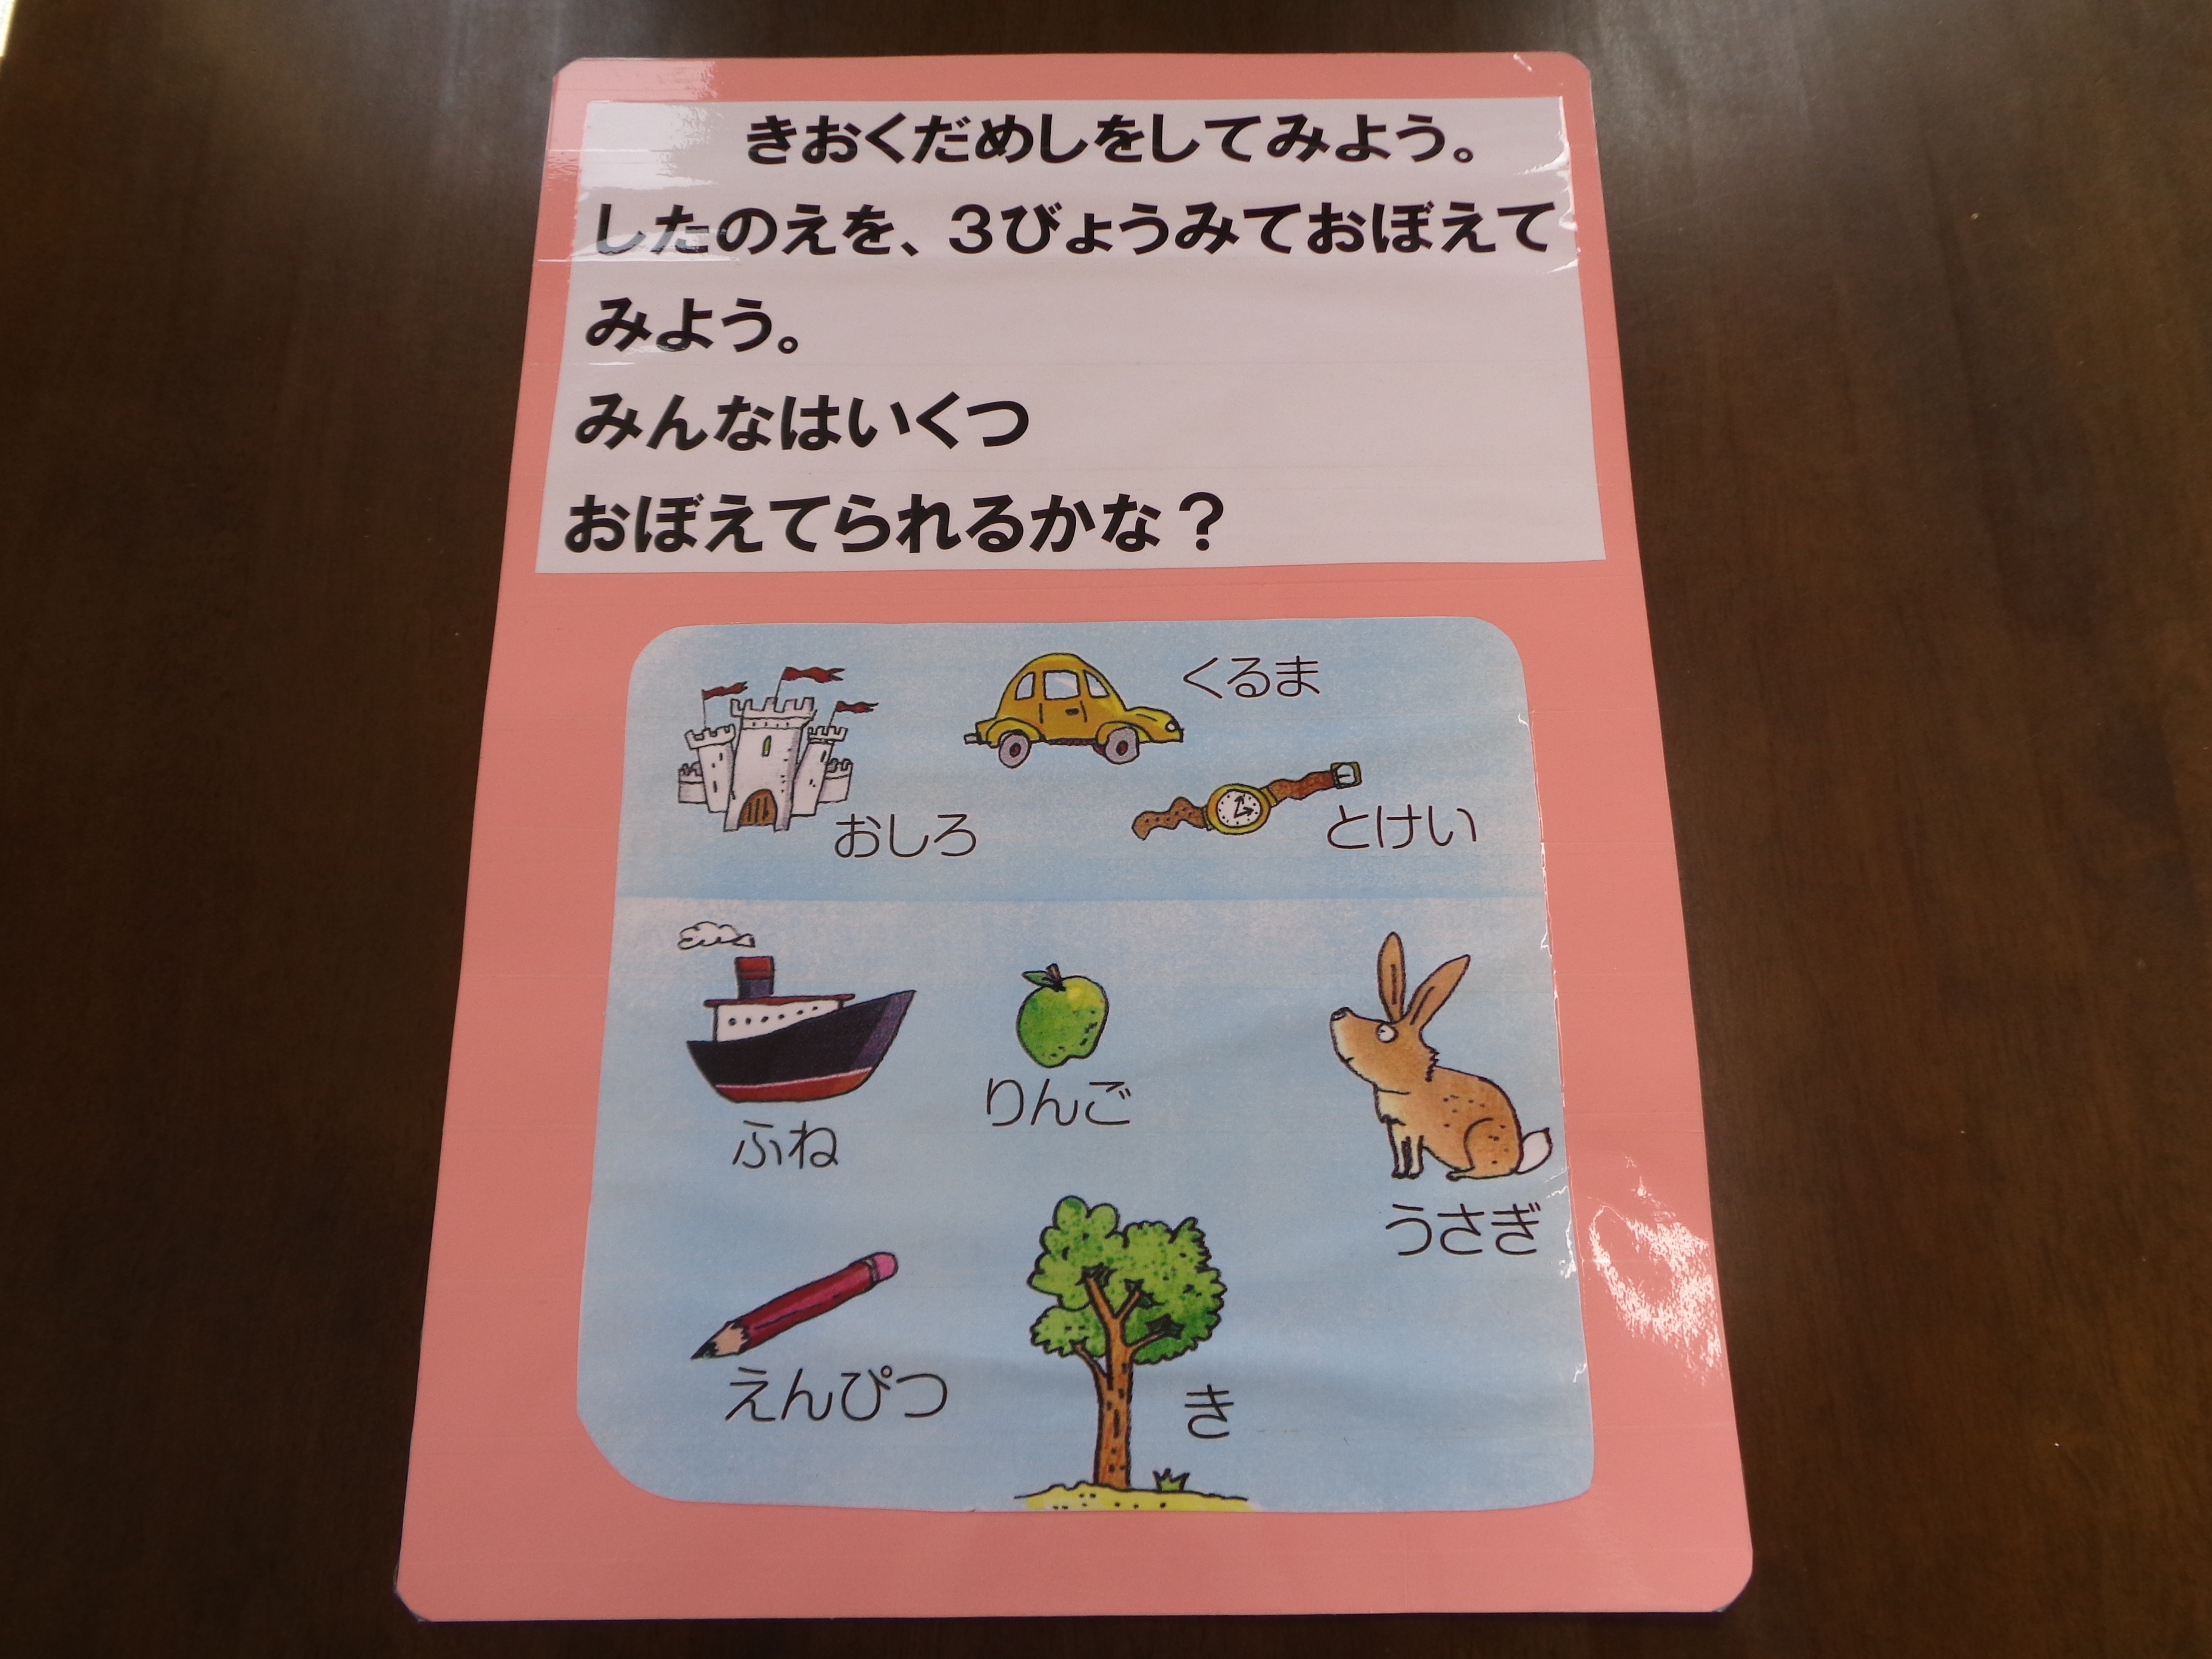 きおくだめしをしてみよう。
したのえを、３びょうみておぼえて
みよう。
みんなはいくつ
おぼえてられるかな？
くるま
おしろ
とけい
ふね
りんご
うさぎ
えんぴつ
き